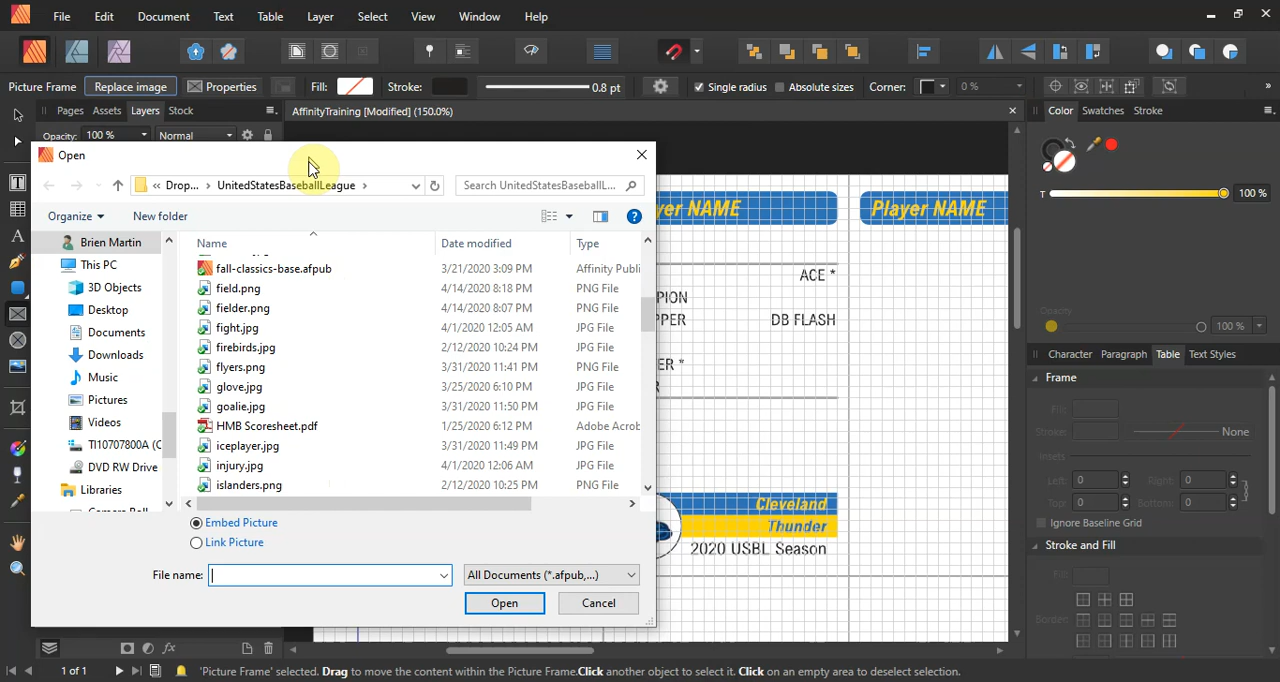 File Edit Document Text Table Layer Select View Window Help
Picture Frame Replace image Properties Fill: Stroke: 0.8 pt Single radius Absolute sizes Corner: 0 %
Pages Assets Layers Stock AffinityTraining [Modified] (150.0%) Color Swatches Stroke
Opacity: 100 % Normal
Open
« Drop... › UnitedStatesBaseballLeague › Search UnitedStatesBaseballL...
T 100 %
Organize New folder
yer NAME Player NAME
Brien Martin Name Date modified Type
This PC fall-classics-base.afpub 3/21/2020 3:09 PM Affinity Publi
ACE *
3D Objects field.png 4/14/2020 8:18 PM PNG File
PION
Desktop fielder.png 4/14/2020 8:07 PM PNG File
PPER DB FLASH
Opacity
100 %
Documents fight.jpg 4/1/2020 12:05 AM JPG File
Downloads firebirds.jpg 2/12/2020 10:24 PM JPG File
Character Paragraph Table Text Styles
ER *
Music flyers.png 3/31/2020 11:41 PM PNG File
Frame
Pictures glove.jpg 3/25/2020 6:10 PM JPG File
Fill:
Videos goalie.jpg 3/31/2020 11:50 PM JPG File
Stroke: None
HMB Scoresheet.pdf 1/25/2020 6:12 PM Adobe Acrob
TI10707800A (C iceplayer.jpg 3/31/2020 11:49 PM JPG File
Insets
DVD RW Drive injury.jpg 4/1/2020 12:06 AM JPG File
Left: 0 Right: 0
Libraries islanders.png 2/12/2020 10:25 PM PNG File
Top: 0 Bottom: 0
Cleveland
Thunder
2020 USBL Season
Ignore Baseline Grid
Embed Picture
Link Picture
Stroke and Fill
File name: All Documents (*.afpub,...)
Fill:
Open Cancel
Border:
1 of 1 'Picture Frame' selected. Drag to move the content within the Picture Frame.Click another object to select it. Click on an empty area to deselect selection.